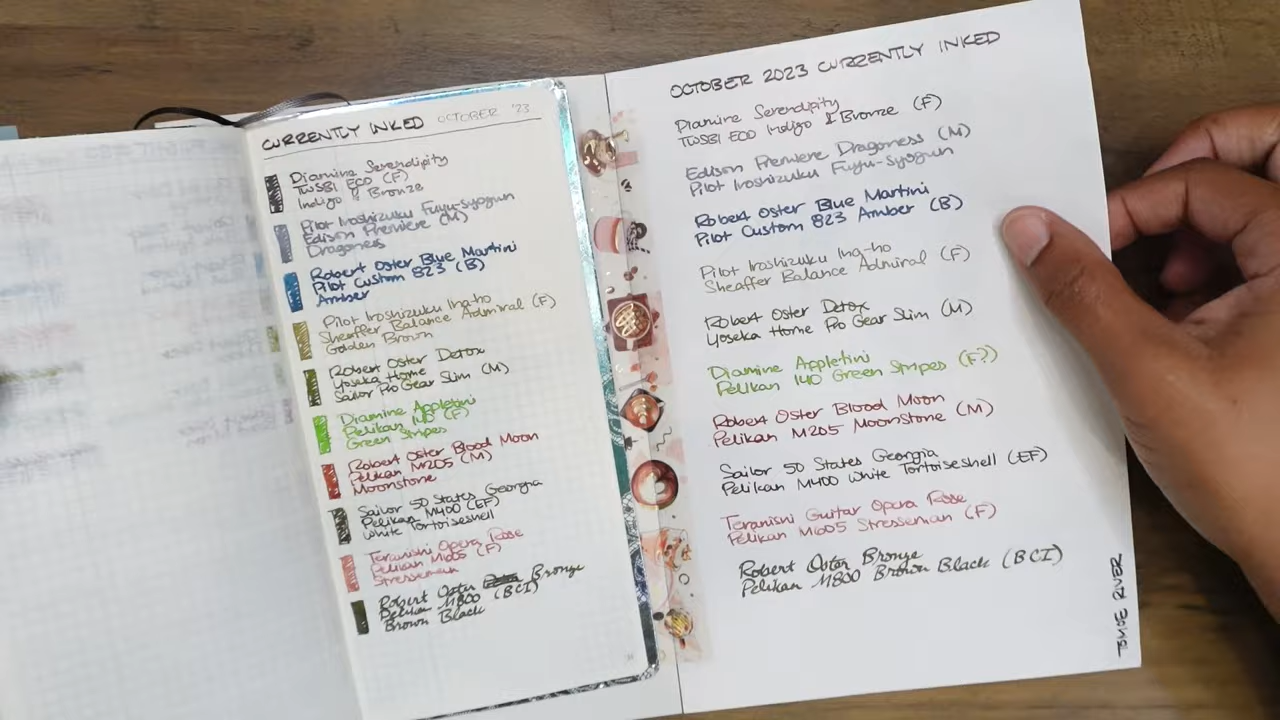 CURRENTLY INKED OCTOBER '23
Diamine Serendipity
TWSBI ECO (F)
Indigo & Bronze
Pilot Iroshizuku Fuyu-syogun
Edison Premiere (M)
Dragoness
Robert Oster Blue Martini
Pilot Custom 823 (B)
Amber
Pilot Iroshizuku Ina-ho
Sheaffer Balance Admiral (F)
Golden Brown
Robert Oster Detox
Yoseka Home
Sailor Pro Gear Slim (M)
Diamine Appletini
Pelikan 140 (F)
Green Stripes
Robert Oster Blood Moon
Pelikan M205 (M)
Moonstone
Sailor 50 States Georgia
Pelikan M400 (EF)
White Tortoiseshell
Teranishi Opera Rose
Pelikan M605 (F)
Stresseman
Robert Oster Bronze
Pelikan M800 (BCI)
Brown Black
OCTOBER 2023 CURRENTLY INKED
Diamine Serendipity
TWSBI ECO Indigo & Bronze (F)
Edison Premiere Dragoness (M)
Pilot Iroshizuku Fuyu-syogun
Robert Oster Blue Martini
Pilot Custom 823 Amber (B)
Pilot Iroshizuku Ina-ho
Sheaffer Balance Admiral (F)
Robert Oster Detox
Yoseka Home Pro Gear Slim (M)
Diamine Appletini
Pelikan 140 Green Stripes (F?)
Robert Oster Blood Moon
Pelikan M205 Moonstone (M)
Sailor 50 States Georgia
Pelikan M400 White Tortoiseshell (EF)
Teranishi Guitar Opera Rose
Pelikan M605 Stresseman (F)
Robert Oster Bronze
Pelikan M800 Brown Black (BCI)
TOMOE RIVER